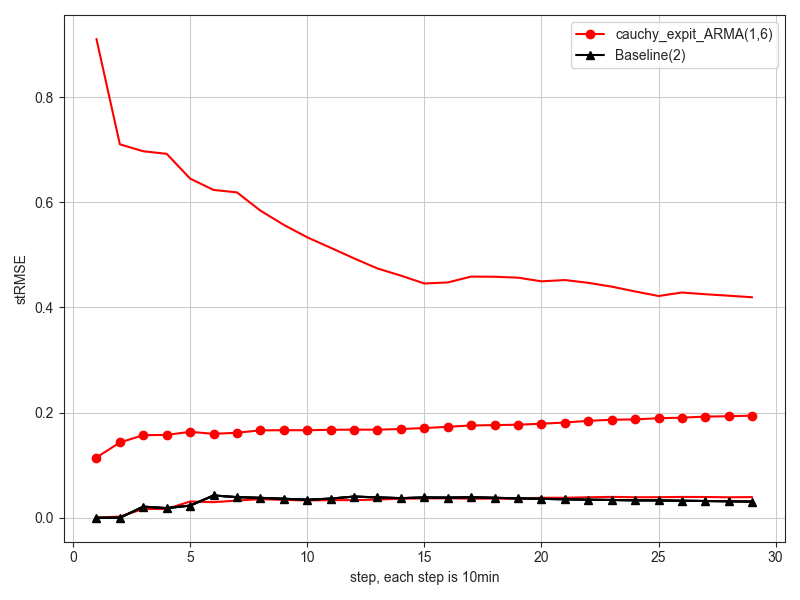 cauchy_expit_ARMA(1,6)
Baseline(2)
stRMSE
0.8
0.6
0.4
0.2
0.0
0 5 10 15 20 25 30
step, each step is 10min